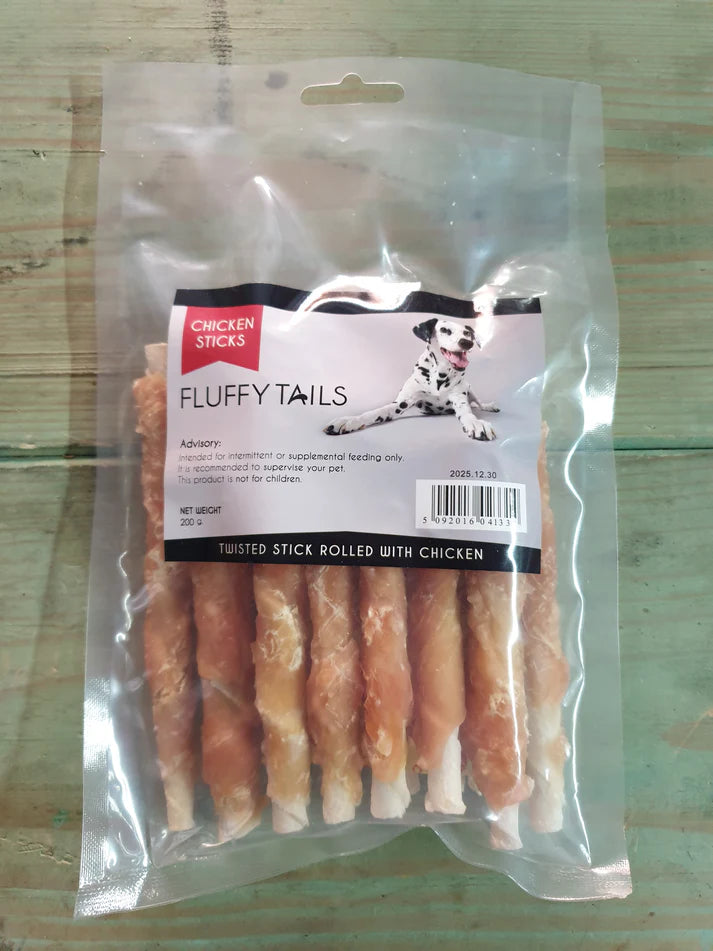 CHICKEN
STICKS
FLUFFY TAILS
Advisory:
Intended for intermittent or supplemental feeding only.
It is recommended to supervise your pet.
This product is not for children.
NET WEIGHT
200 g.
2025.12.30
5 092016 04133
TWISTED STICK ROLLED WITH CHICKEN